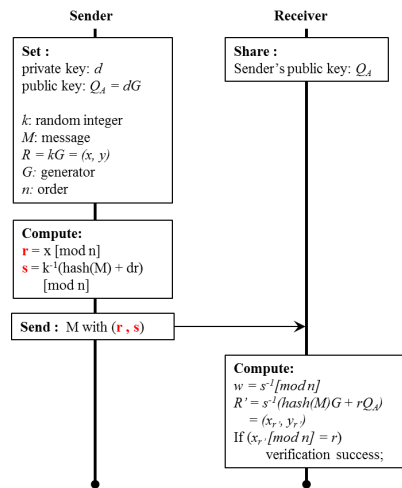 Sender
Receiver
Set :
private key: d
public key: Q_A = dG
k: random integer
M: message
R = kG = (x, y)
G: generator
n: order
Share :
Sender's public key: Q_A
Compute:
r = x [mod n]
s = k⁻¹(hash(M) + dr)
[mod n]
Send : M with (r , s)
Compute:
w = s⁻¹[mod n]
R' = s⁻¹(hash(M)G + rQ_A)
= (x_r', y_r')
If (x_r' [mod n] = r)
verification success;